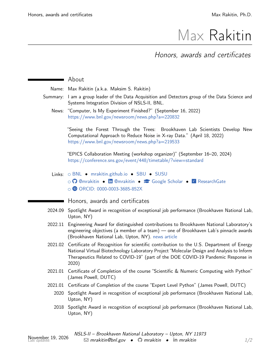 Honors, awards and certificates Max Rakitin, Ph.D.
Max Rakitin
Honors, awards and certificates
About
Name: Max Rakitin (a.k.a. Maksim S. Rakitin)
Summary: I am a group leader of the Data Acquisition and Detectors group of the Data Science and
Systems Integration Division of NSLS-II, BNL.
News: "Computer, Is My Experiment Finished?" (September 16, 2022)
https://www.bnl.gov/newsroom/news.php?a=220832
"Seeing the Forest Through the Trees: Brookhaven Lab Scientists Develop New
Computational Approach to Reduce Noise in X-ray Data." (April 18, 2022)
https://www.bnl.gov/newsroom/news.php?a=219533
"EPICS Collaboration Meeting (workshop organizer)" (September 16–20, 2024)
https://conference.sns.gov/event/446/timetable/?view=standard
Links: BNL • mrakitin.github.io • SBU • SUSU
@mrakitin • @mrakitin • Google Scholar • ResearchGate
ORCID: 0000-0003-3685-852X
Honors, awards and certificates
2024.09 Spotlight Award in recognition of exceptional job performance (Brookhaven National Lab,
Upton, NY)
2022.11 Engineering Award for distinguished contributions to Brookhaven National Laboratory's
engineering objectives (a member of a team) — one of Brookhaven Lab's pinnacle awards
(Brookhaven National Lab, Upton, NY), news article
2021.02 Certificate of Recognition for scientific contribution to the U.S. Department of Energy
National Virtual Biotechnology Laboratory Project "Molecular Design and Analysis to Inform
Therapeutics Related to COVID-19" (part of the DOE COVID-19 Pandemic Response in
2020)
2021.01 Certificate of Completion of the course "Scientific & Numeric Computing with Python"
(James Powell, DUTC)
2021.01 Certificate of Completion of the course "Expert Level Python" (James Powell, DUTC)
2020 Spotlight Award in recognition of exceptional job performance (Brookhaven National Lab,
Upton, NY)
2018 Spotlight Award in recognition of exceptional job performance (Brookhaven National Lab,
Upton, NY)
NSLS-II – Brookhaven National Laboratory – Upton, NY 11973
mrakitin@bnl.gov • mrakitin • mrakitin
1/2